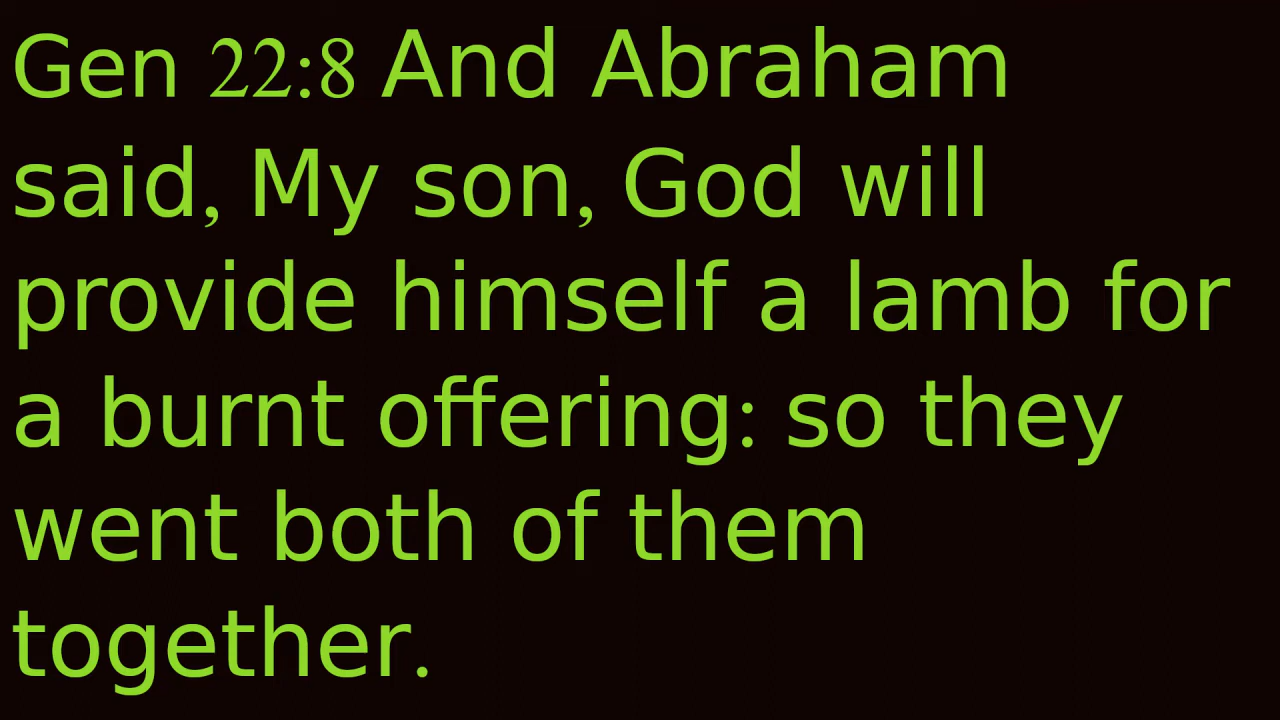 Gen 22:8 And Abraham
said, My son, God will
provide himself a lamb for
a burnt offering: so they
went both of them
together.